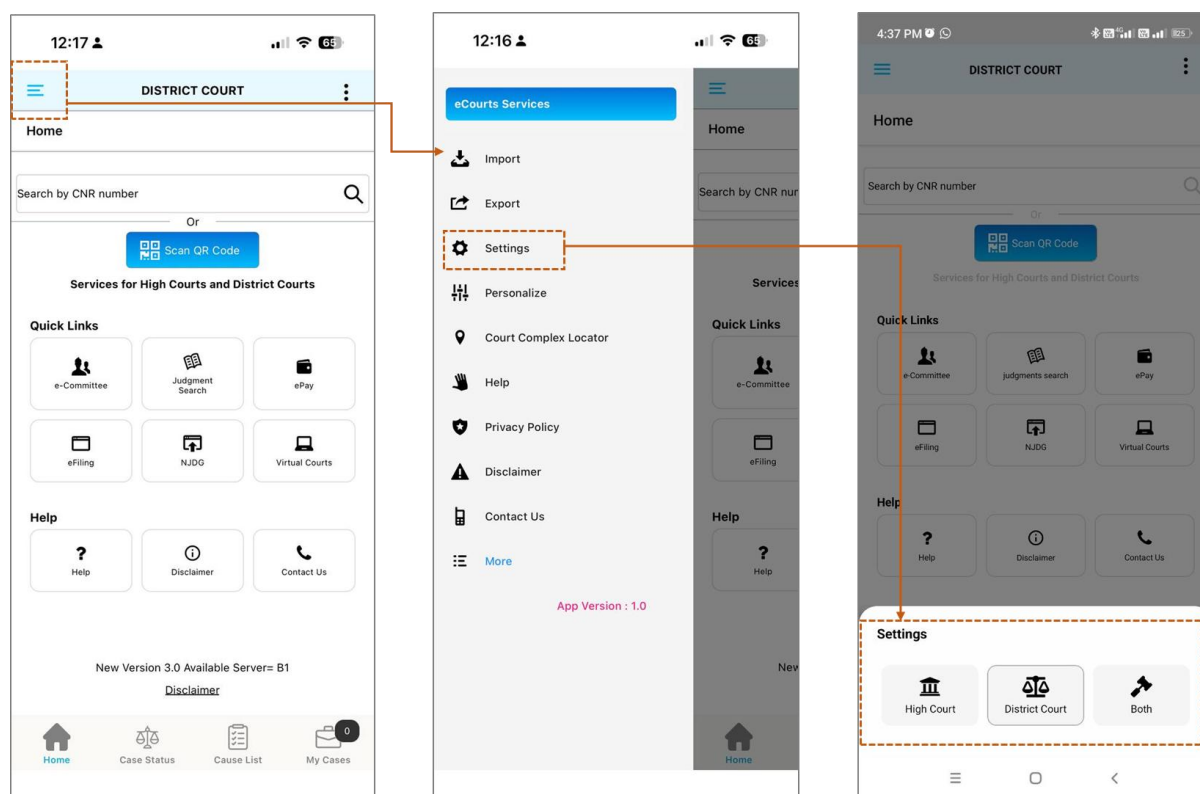 12:17
65
DISTRICT COURT
Home
Search by CNR number
Or
Scan QR Code
Services for High Courts and District Courts
Quick Links
e-Committee
Judgment
Search
ePay
eFiling
NJDG
Virtual Courts
Help
?
Help
Disclaimer
Contact Us
New Version 3.0 Available Server= B1
Disclaimer
0
Home
Case Status
Cause List
My Cases
12:16
65
eCourts Services
Import
Export
Settings
Personalize
Court Complex Locator
Help
Privacy Policy
Disclaimer
Contact Us
More
App Version : 1.0
Home
Search by CNR nur
Services
Quick Links
e-Committee
eFiling
Help
?
Help
New
Home
4:37 PM
4G
25
DISTRICT COURT
Home
Search by CNR number
Or
Scan QR Code
Services for High Courts and District Courts
Quick Links
e-Committee
judgments search
ePay
eFiling
NJDG
Virtual Courts
Help
?
Help
Disclaimer
Contact Us
Settings
High Court
District Court
Both